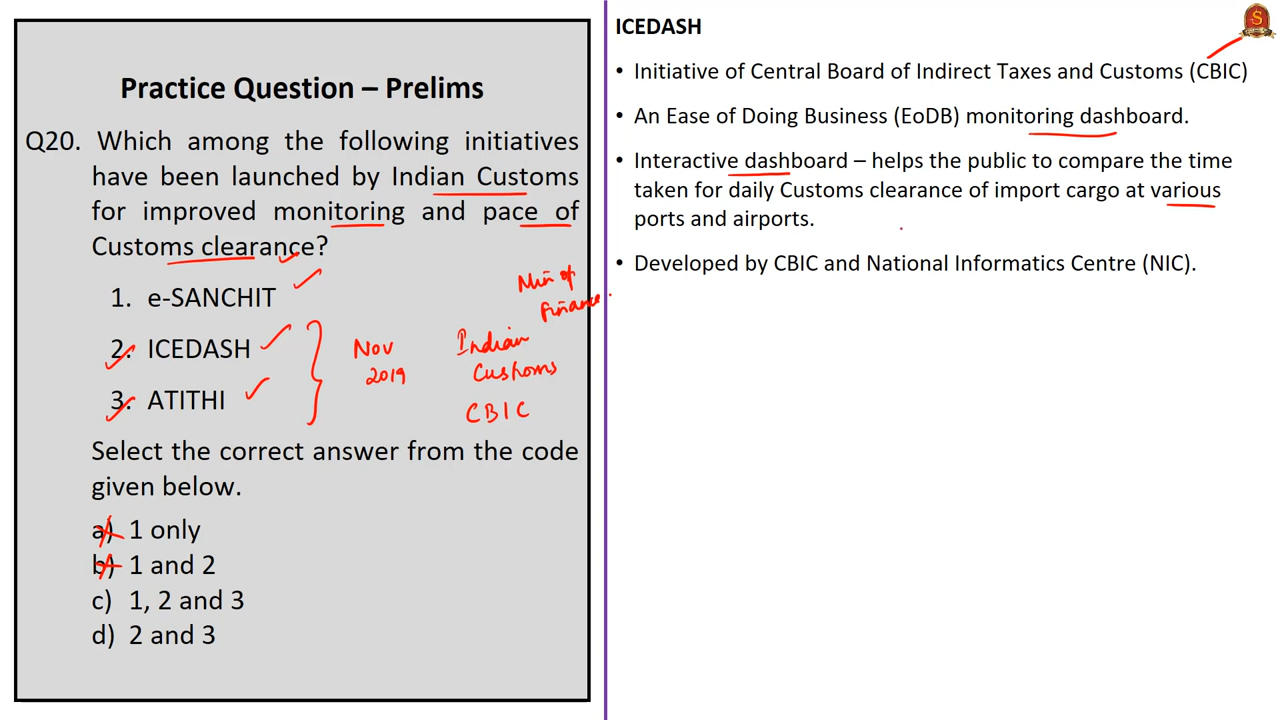 Practice Question – Prelims
Q20. Which among the following initiatives
have been launched by Indian Customs
for improved monitoring and pace of
Customs clearance?
1. e-SANCHIT
2. ICEDASH
3. ATITHI
Nov
2019
Min of
Finance
Indian
Customs
CBIC
Select the correct answer from the code
given below.
a) 1 only
b) 1 and 2
c) 1, 2 and 3
d) 2 and 3
ICEDASH
• Initiative of Central Board of Indirect Taxes and Customs (CBIC)
• An Ease of Doing Business (EoDB) monitoring dashboard.
• Interactive dashboard – helps the public to compare the time
taken for daily Customs clearance of import cargo at various
ports and airports.
• Developed by CBIC and National Informatics Centre (NIC).
S